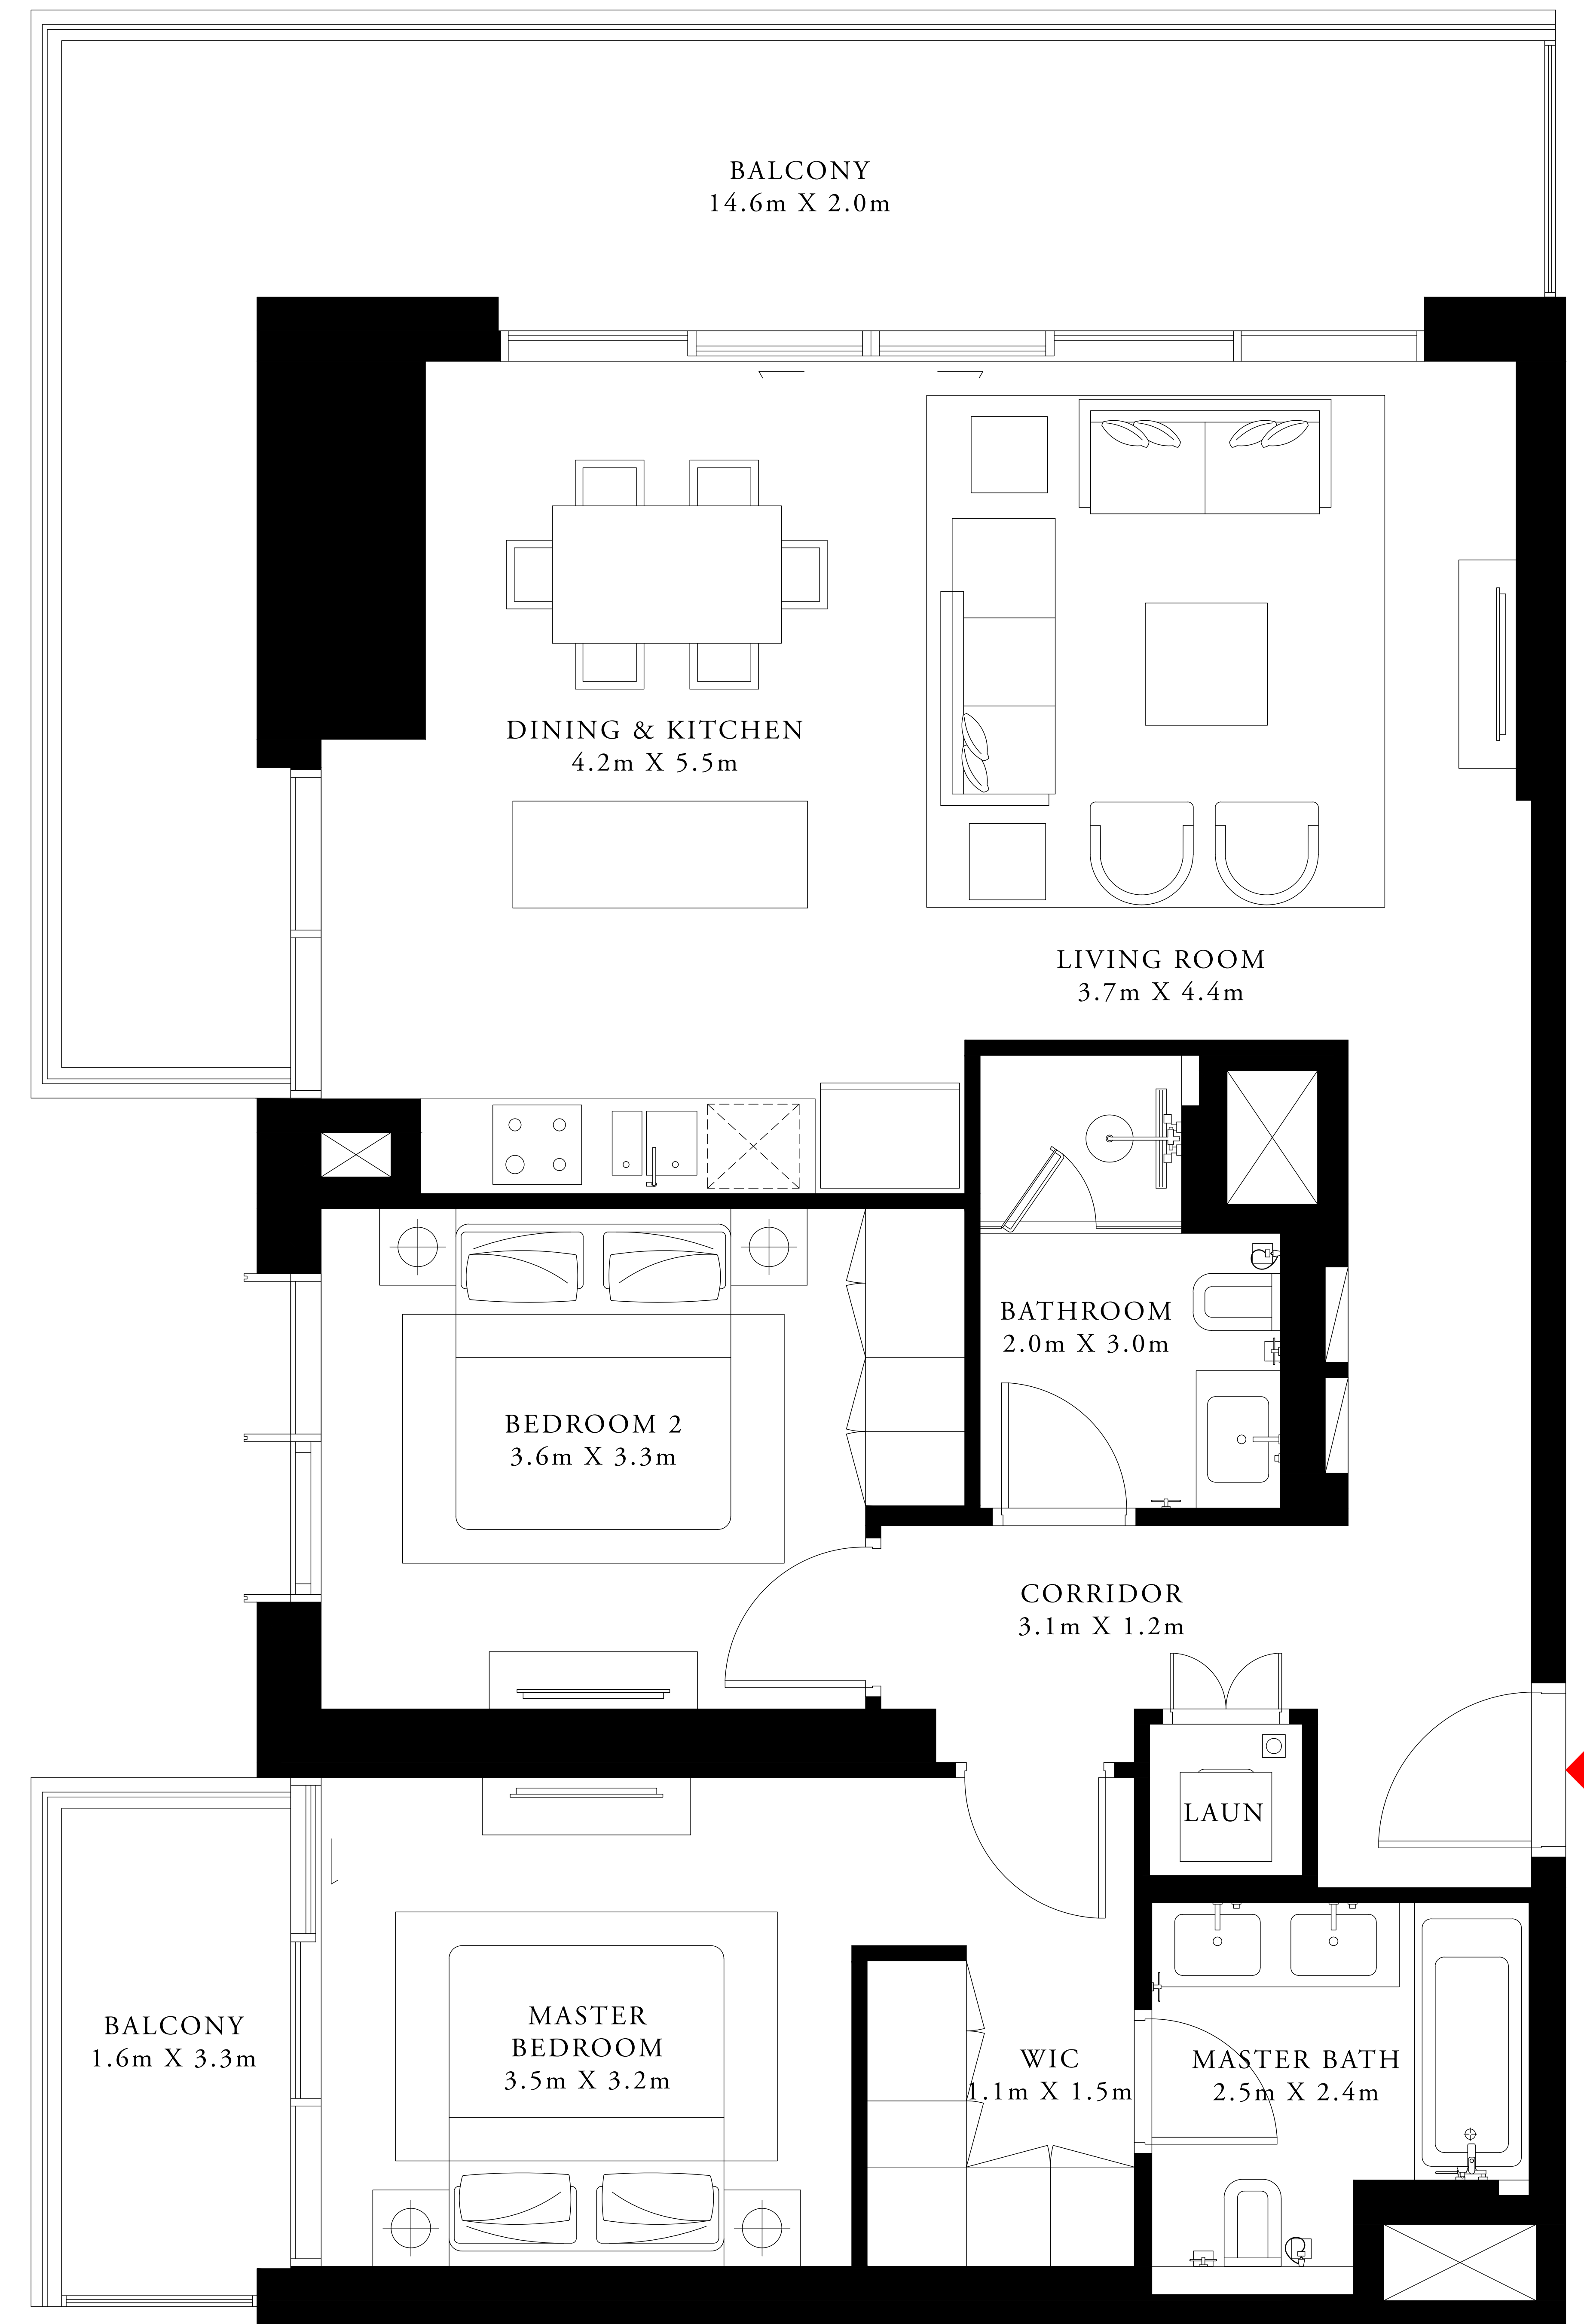 BALCONY
14.6m X 2.0m
DINING & KITCHEN
4.2m X 5.5m
LIVING ROOM
3.7m X 4.4m
BATHROOM
2.0m X 3.0m
BEDROOM 2
3.6m X 3.3m
CORRIDOR
3.1m X 1.2m
LAUN
BALCONY
1.6m X 3.3m
MASTER
BEDROOM
3.5m X 3.2m
WIC
1.1m X 1.5m
MASTER BATH
2.5m X 2.4m